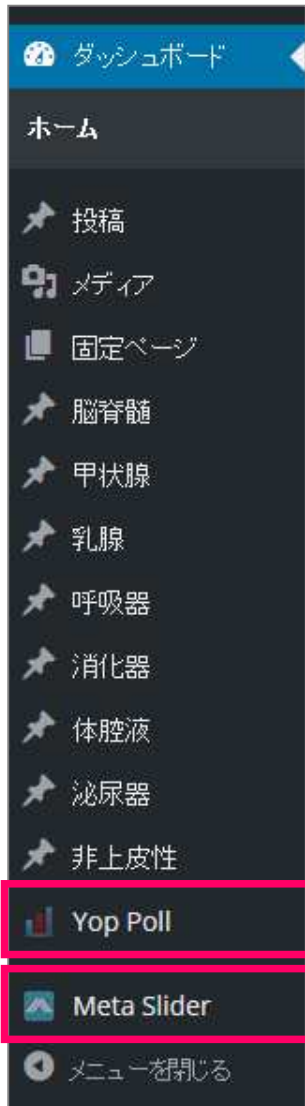 ダッシュボード
ホーム
投稿
メディア
固定ページ
脳脊髄
甲状腺
乳腺
呼吸器
消化器
体腔液
泌尿器
非上皮性
Yop Poll
Meta Slider
メニューを閉じる